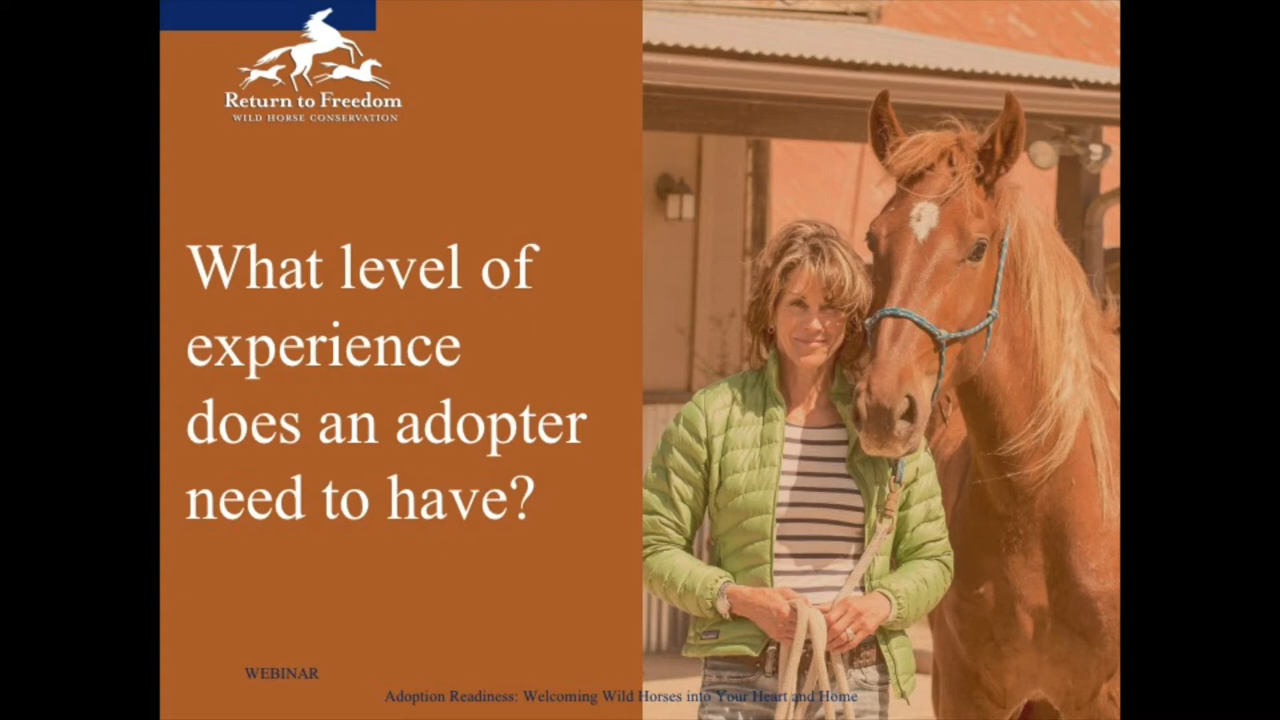 Return to Freedom
WILD HORSE CONSERVATION
What level of
experience
does an adopter
need to have?
WEBINAR
Adoption Readiness: Welcoming Wild Horses into Your Heart and Home